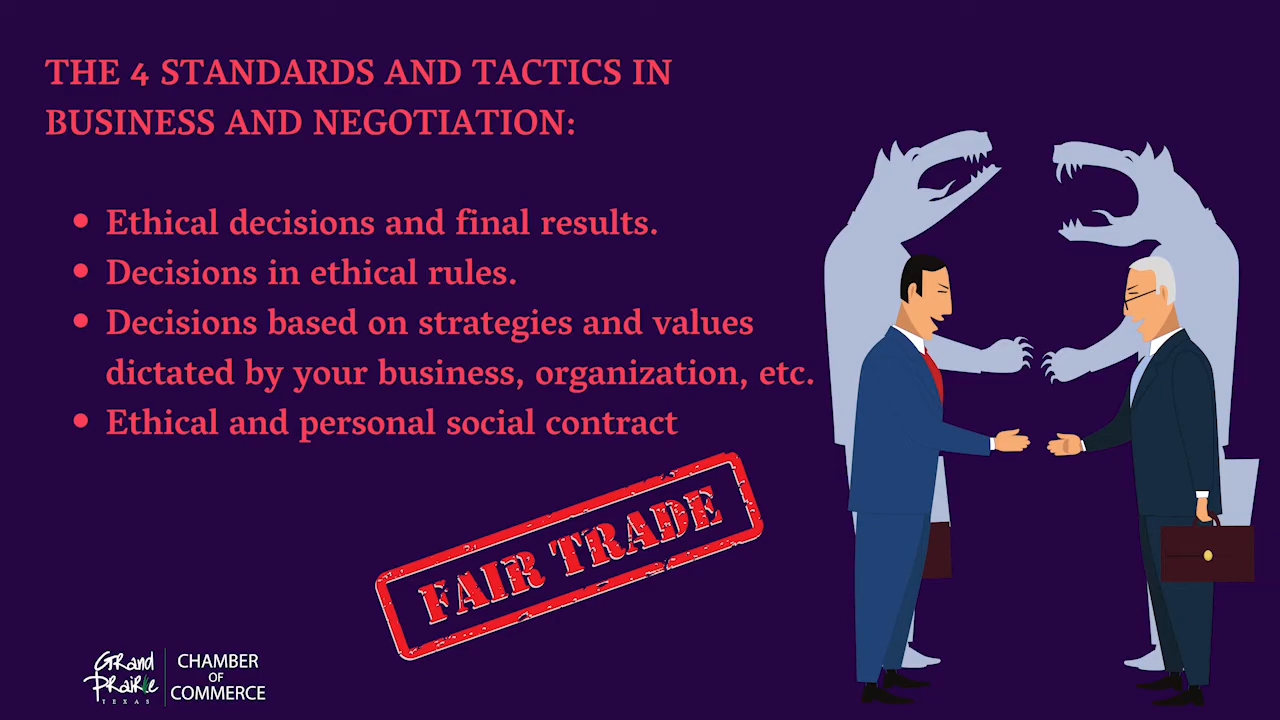 THE 4 STANDARDS AND TACTICS IN
BUSINESS AND NEGOTIATION:
• Ethical decisions and final results.
• Decisions in ethical rules.
• Decisions based on strategies and values
dictated by your business, organization, etc.
• Ethical and personal social contract
FAIR TRADE
Grand
Prairie
TEXAS
CHAMBER
OF
COMMERCE